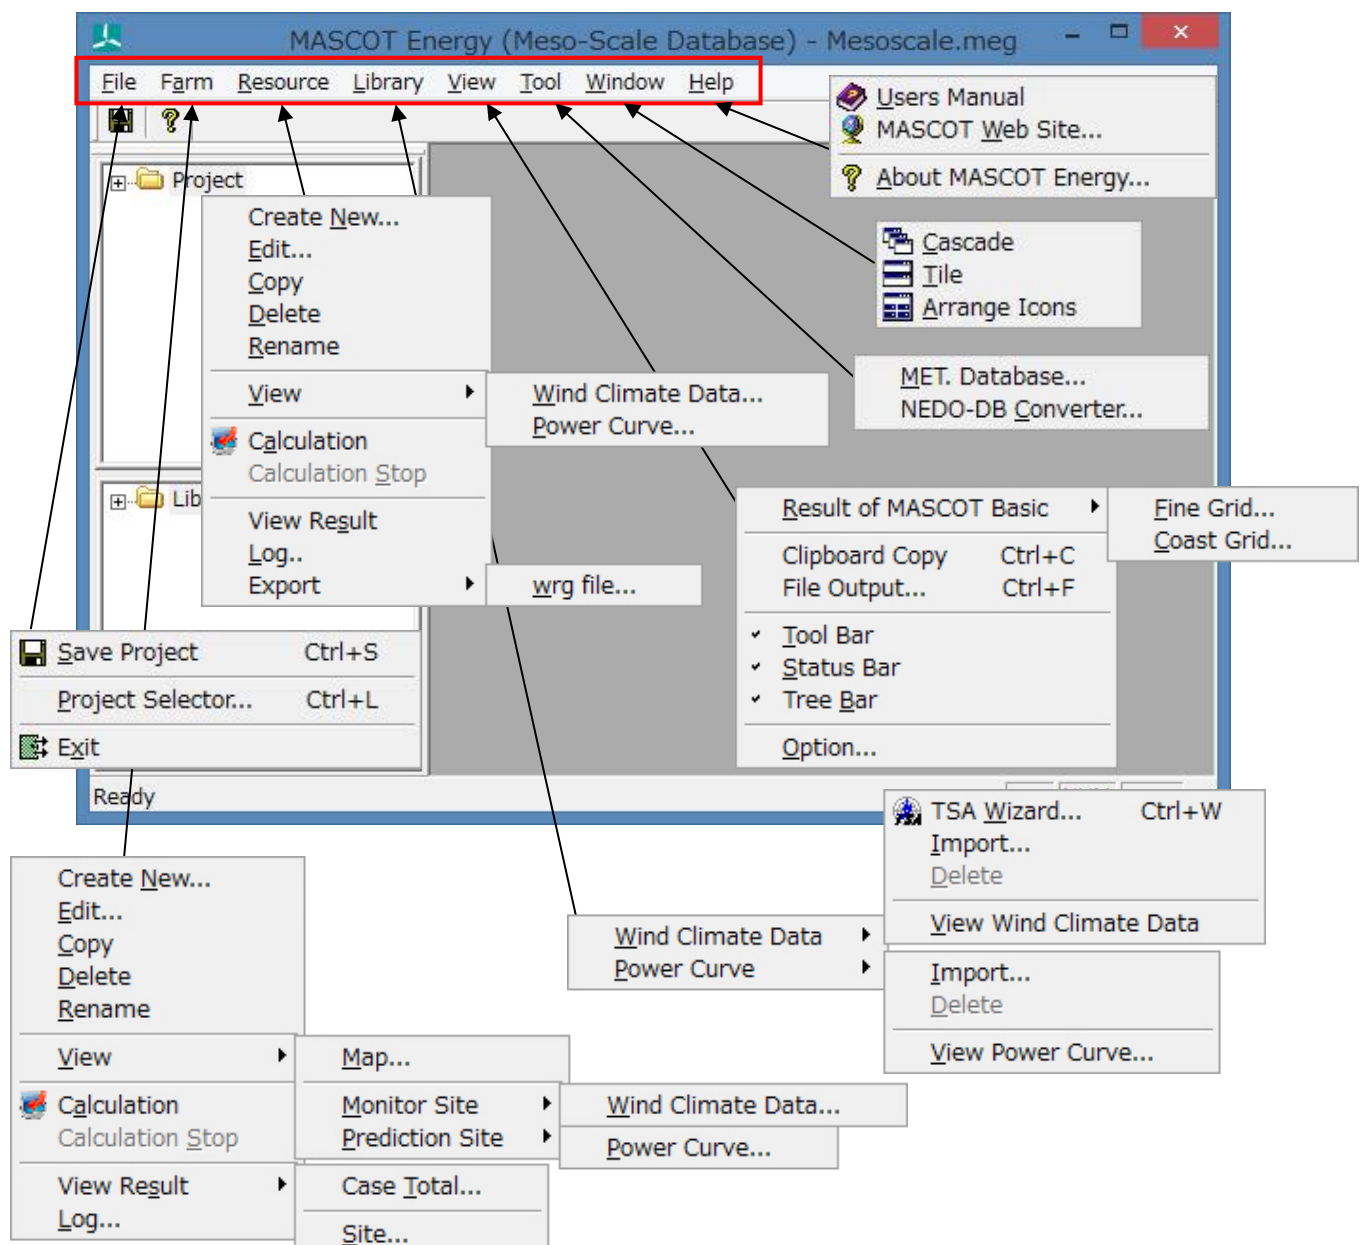 MASCOT Energy (Meso-Scale Database) - Mesoscale.meg
File Farm Resource Library View Tool Window Help
Users Manual
MASCOT Web Site...
About MASCOT Energy...
Project
Create New...
Edit...
Copy
Delete
Rename
View
Calculation
Calculation Stop
View Result
Log..
Export
Wind Climate Data...
Power Curve...
wrg file...
Cascade
Tile
Arrange Icons
MET. Database...
NEDO-DB Converter...
Result of MASCOT Basic
Clipboard Copy Ctrl+C
File Output... Ctrl+F
Tool Bar
Status Bar
Tree Bar
Option...
Fine Grid...
Coast Grid...
Lib
Save Project Ctrl+S
Project Selector... Ctrl+L
Exit
Ready
TSA Wizard... Ctrl+W
Import...
Delete
View Wind Climate Data
Wind Climate Data
Power Curve
Import...
Delete
View Power Curve...
Create New...
Edit...
Copy
Delete
Rename
View
Calculation
Calculation Stop
View Result
Log...
Map...
Monitor Site
Prediction Site
Wind Climate Data...
Power Curve...
Case Total...
Site...